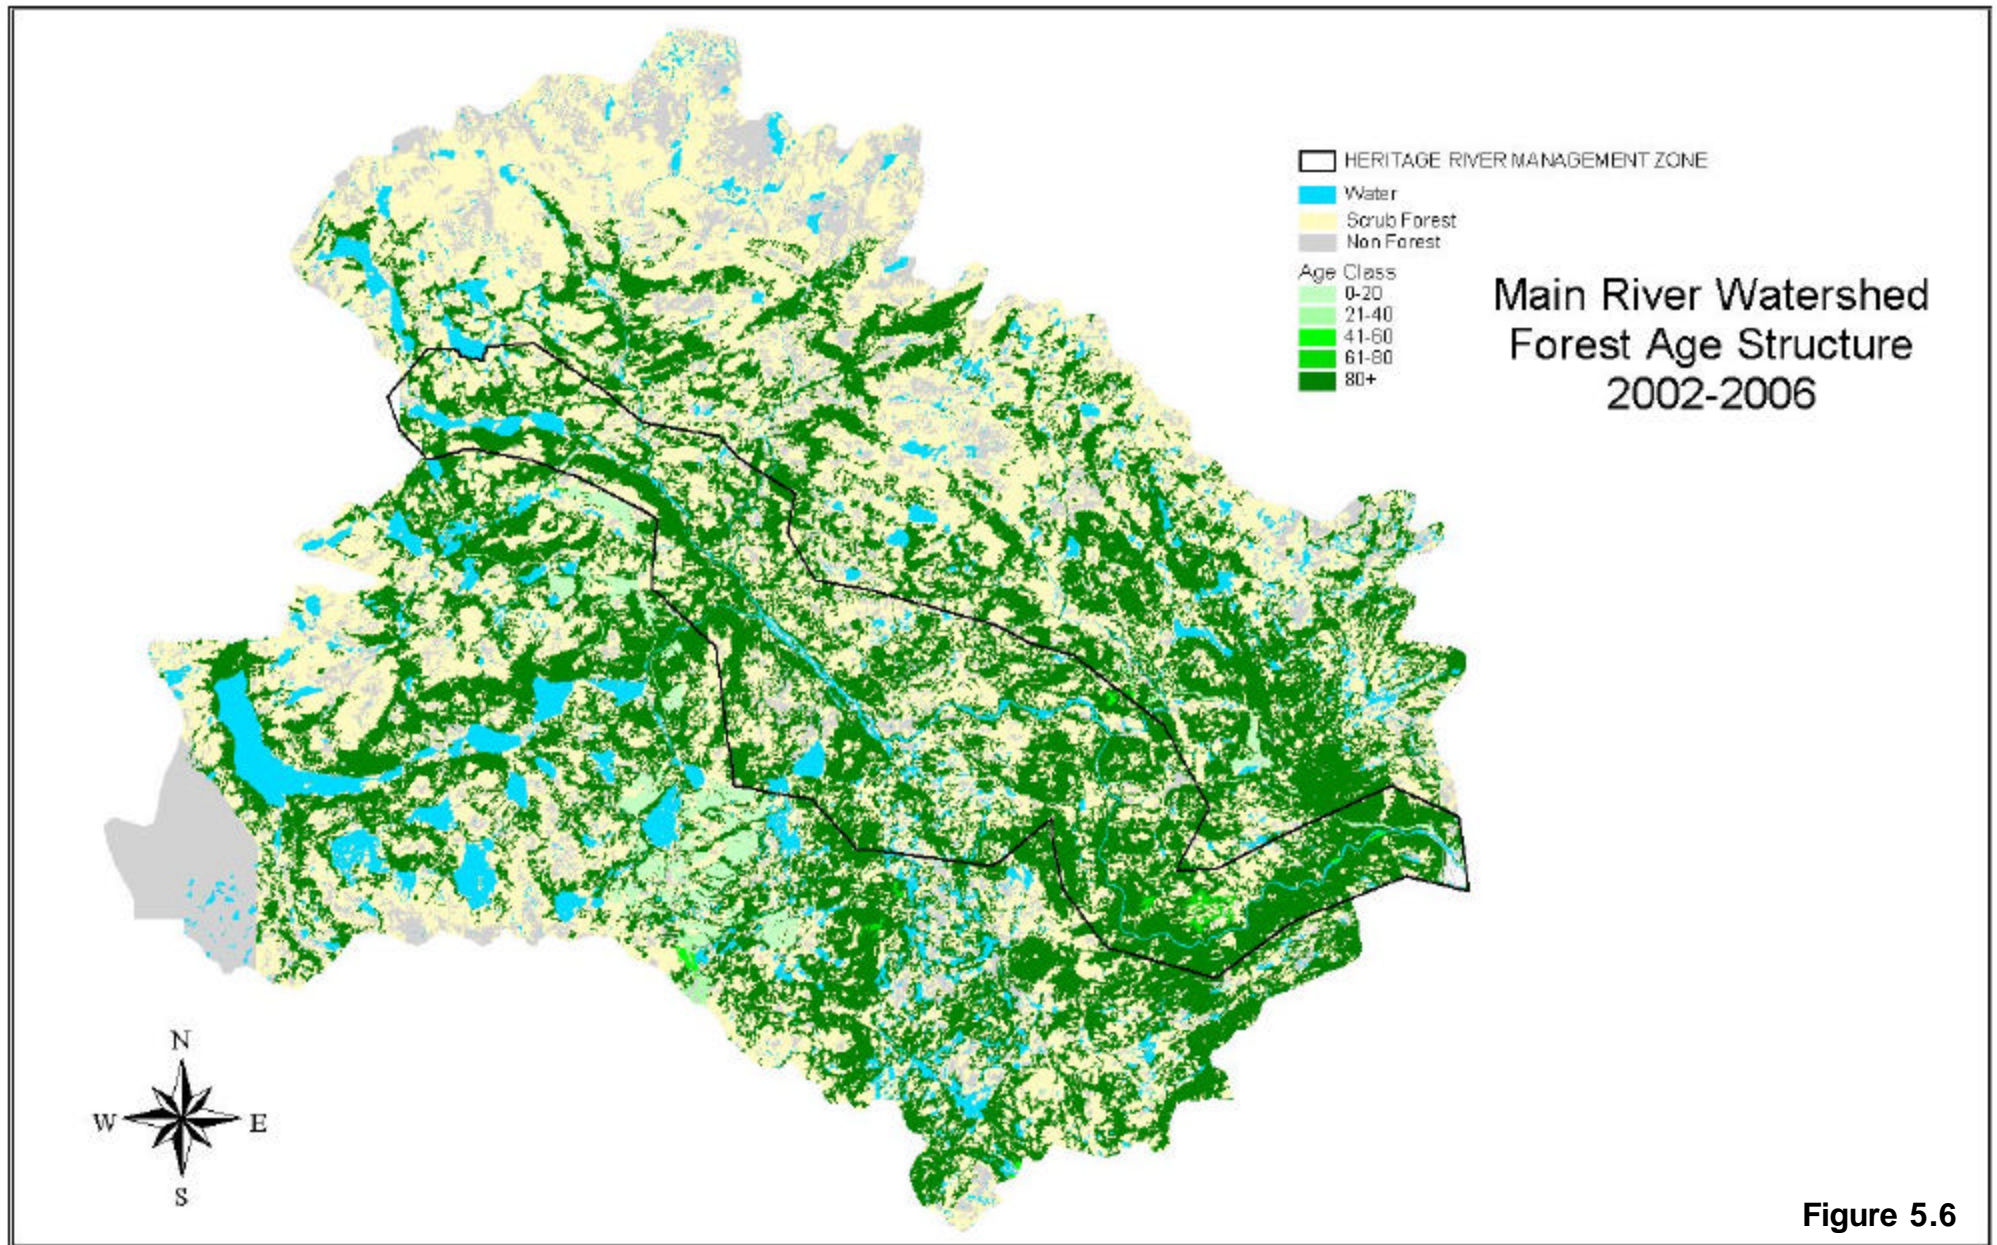 HERITAGE RIVER MANAGEMENT ZONE
Water
Scrub Forest
Non Forest
Age Class
0-20
21-40
41-60
61-80
80+
Main River Watershed
Forest Age Structure
2002-2006
N
W E
S
Figure 5.6